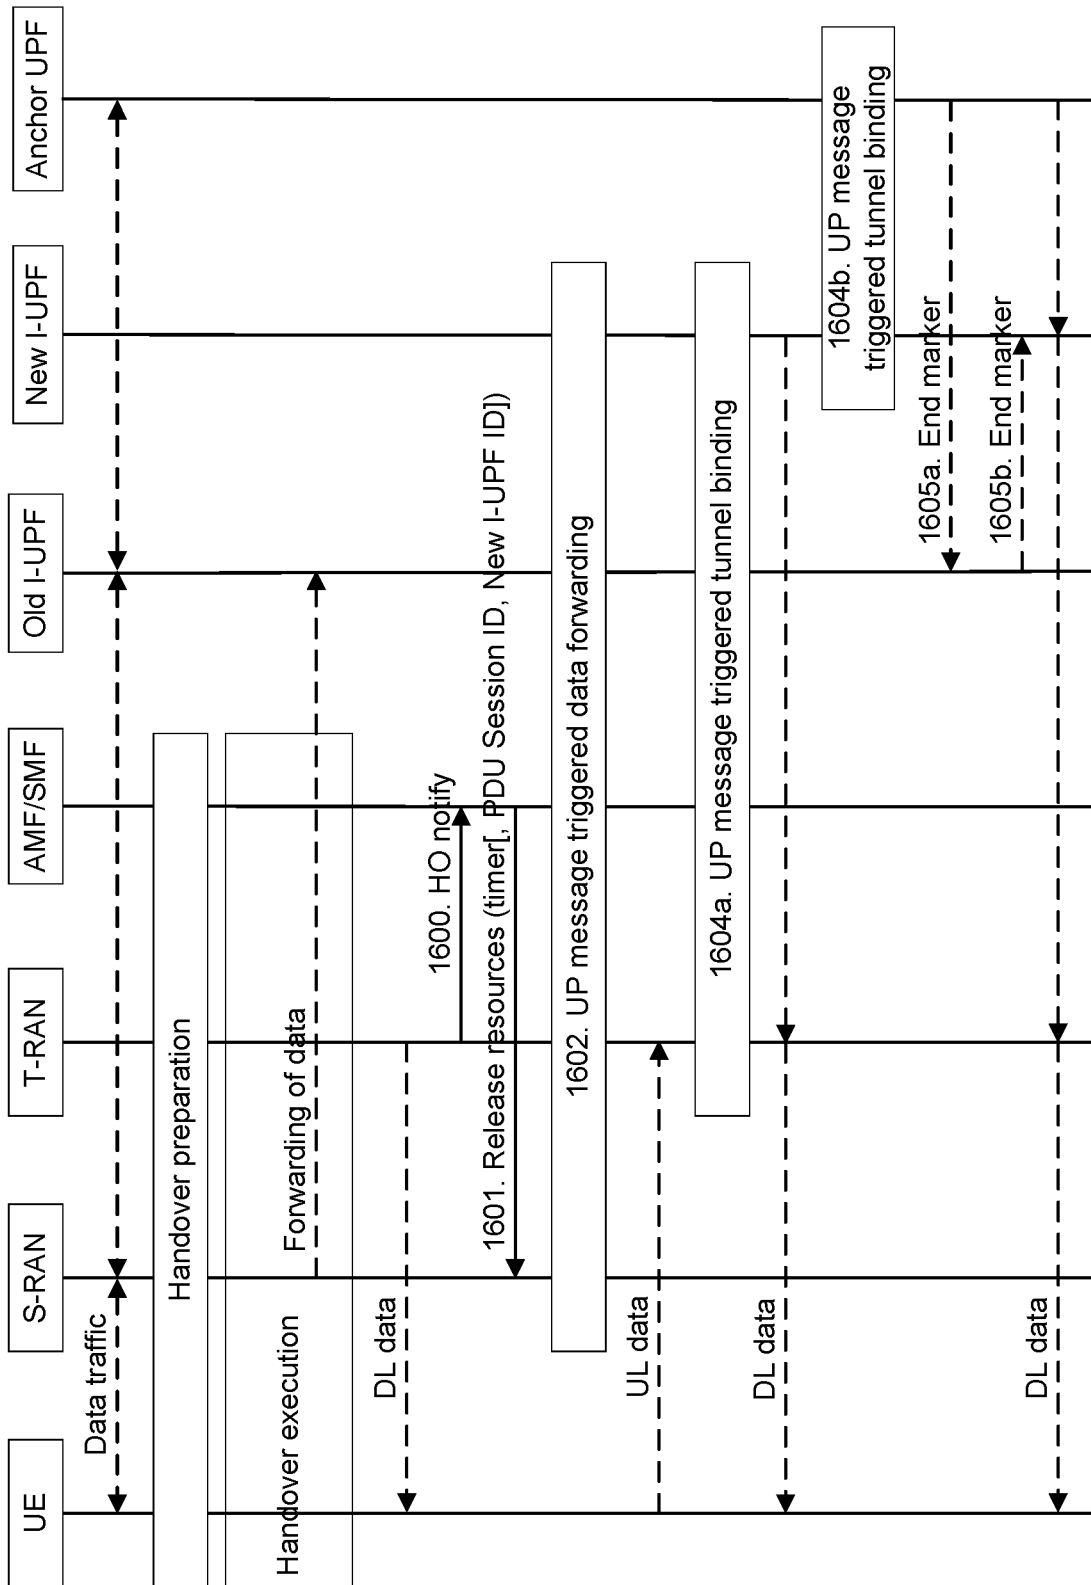 UE
S-RAN
T-RAN
AMF/SMF
Old I-UPF
New I-UPF
Anchor UPF
Data traffic
Handover preparation
Handover execution
Forwarding of data
DL data
1600. HO notify
1601. Release resources (timer[, PDU Session ID, New I-UPF ID])
1602. UP message triggered data forwarding
UL data
1604a. UP message triggered tunnel binding
DL data
1604b. UP message
triggered tunnel binding
1605a. End marker
1605b. End marker
DL data